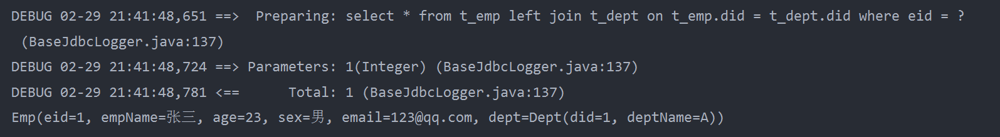 DEBUG 02-29 21:41:48,651 ==>  Preparing: select * from t_emp left join t_dept on t_emp.did = t_dept.did where eid = ?
 (BaseJdbcLogger.java:137)
DEBUG 02-29 21:41:48,724 ==> Parameters: 1(Integer) (BaseJdbcLogger.java:137)
DEBUG 02-29 21:41:48,781 <==      Total: 1 (BaseJdbcLogger.java:137)
Emp(eid=1, empName=张三, age=23, sex=男, email=123@qq.com, dept=Dept(did=1, deptName=A))